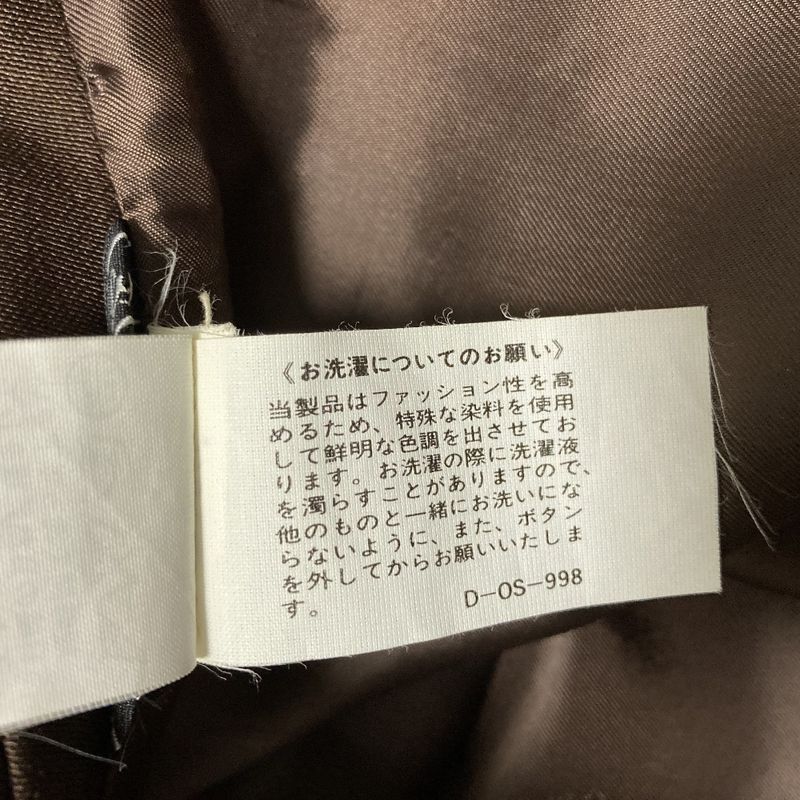 《お洗濯についてのお願い》
当製品はファッション性を高
めるため、特殊な染料を使用
して鮮明な色調を出させてお
ります。お洗濯の際に洗濯液
を濁らすことがありますので、
他のものと一緒にお洗いにな
らないように、また、ボタン
を外してからお願いいたしま
す。
D-OS-998